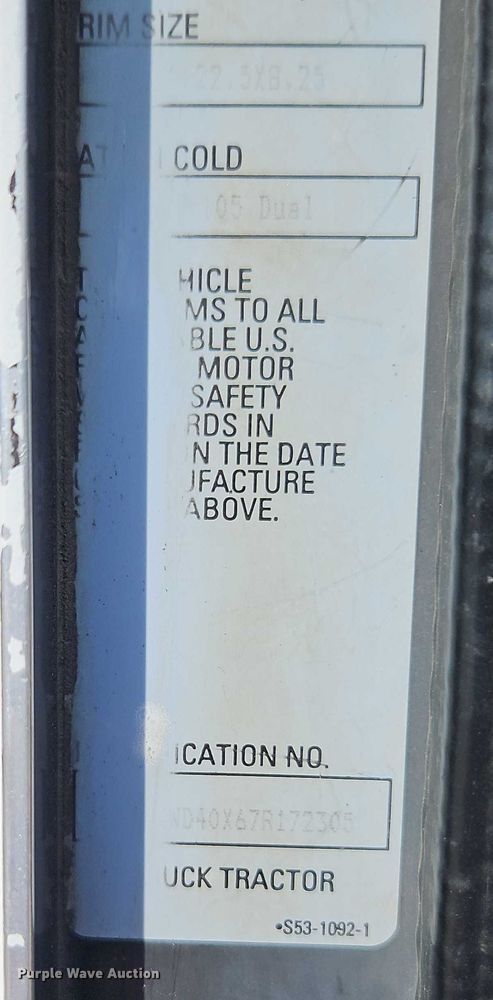 RIM SIZE
22.5X8.25
COLD
05 Dual
HICLE
MS TO ALL
BLE U.S.
MOTOR
SAFETY
RDS IN
N THE DATE
UFACTURE
ABOVE.
ICATION NO.
ND40X67R172305
UCK TRACTOR
•S53-1092-1
Purple Wave Auction